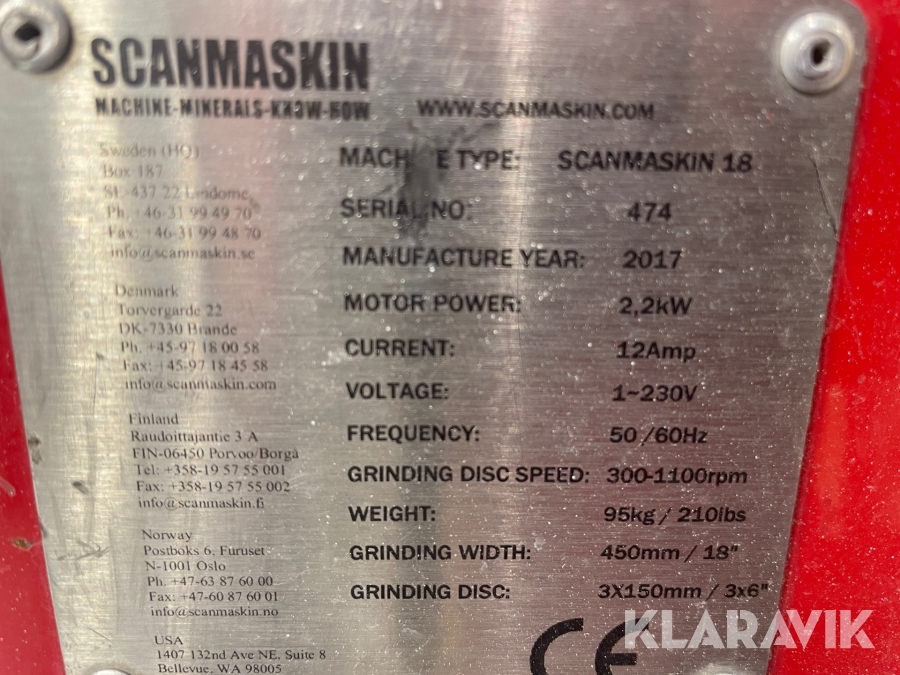 SCANMASKIN
MACHINE-MINERALS-KNOW-HOW
WWW.SCANMASKIN.COM
Sweden (HQ)
Box 187
SE-437 22 Lindome
Ph. +46-31 99 49 70
Fax: +46-31 99 48 70
info@scanmaskin.se
Denmark
Torvergarde 22
DK-7330 Brande
Ph. +45-97 18 00 58
Fax: +45-97 18 45 58
info@scanmaskin.com
Finland
Raudoittajantie 3 A
FIN-06450 Porvoo/Borgå
Tel: +358-19 57 55 001
Fax: +358-19 57 55 002
info@scanmaskin.fi
Norway
Postboks 6, Furuset
N-1001 Oslo
Ph. +47-63 87 60 00
Fax: +47-60 87 60 01
info@scanmaskin.no
USA
1407 132nd Ave NE, Suite 8
Bellevue, WA 98005
MACHINE TYPE: SCANMASKIN 18
SERIAL NO: 474
MANUFACTURE YEAR: 2017
MOTOR POWER: 2,2kW
CURRENT: 12Amp
VOLTAGE: 1~230V
FREQUENCY: 50/60Hz
GRINDING DISC SPEED: 300-1100rpm
WEIGHT: 95kg / 210lbs
GRINDING WIDTH: 450mm / 18"
GRINDING DISC: 3X150mm / 3x6"
CE
KLARAVIK